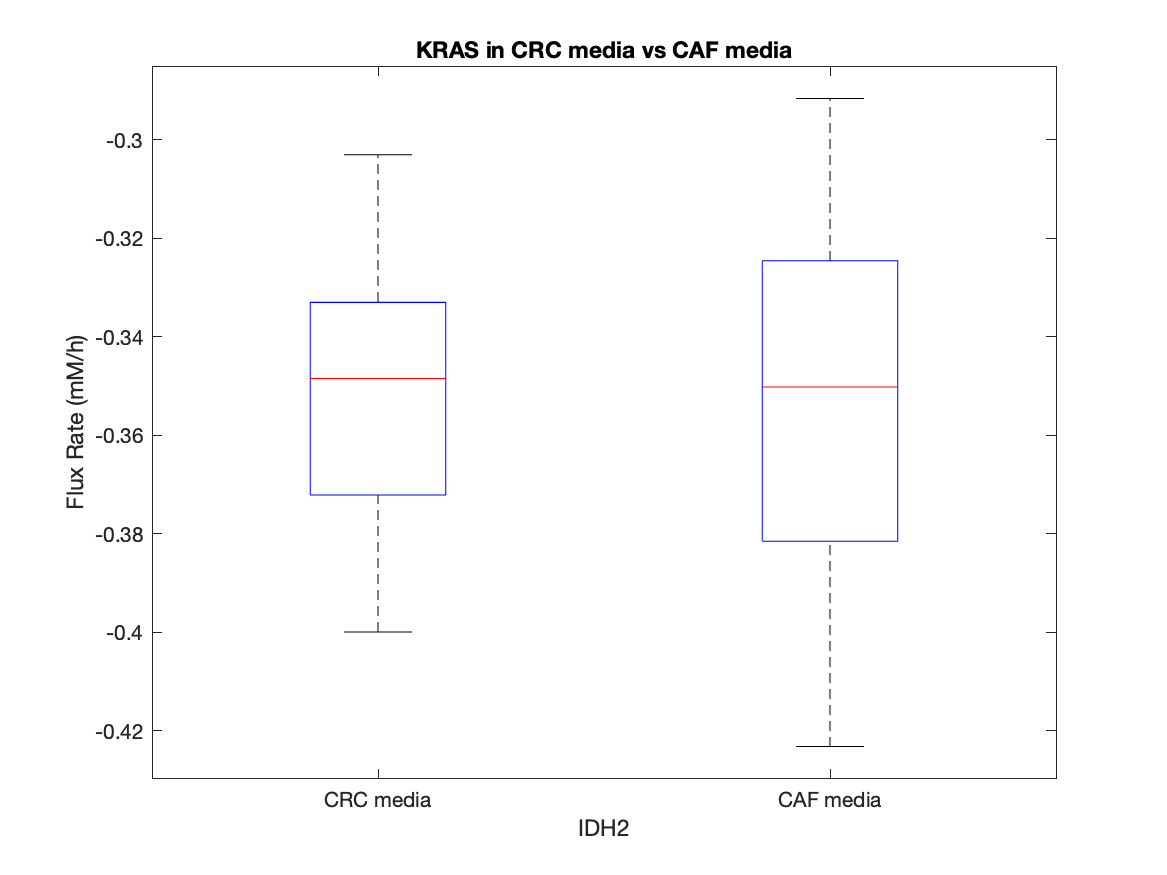 KRAS in CRC media vs CAF media
-0.3
-0.32
-0.34
-0.36
-0.38
-0.4
-0.42
Flux Rate (mM/h)
CRC media
CAF media
IDH2